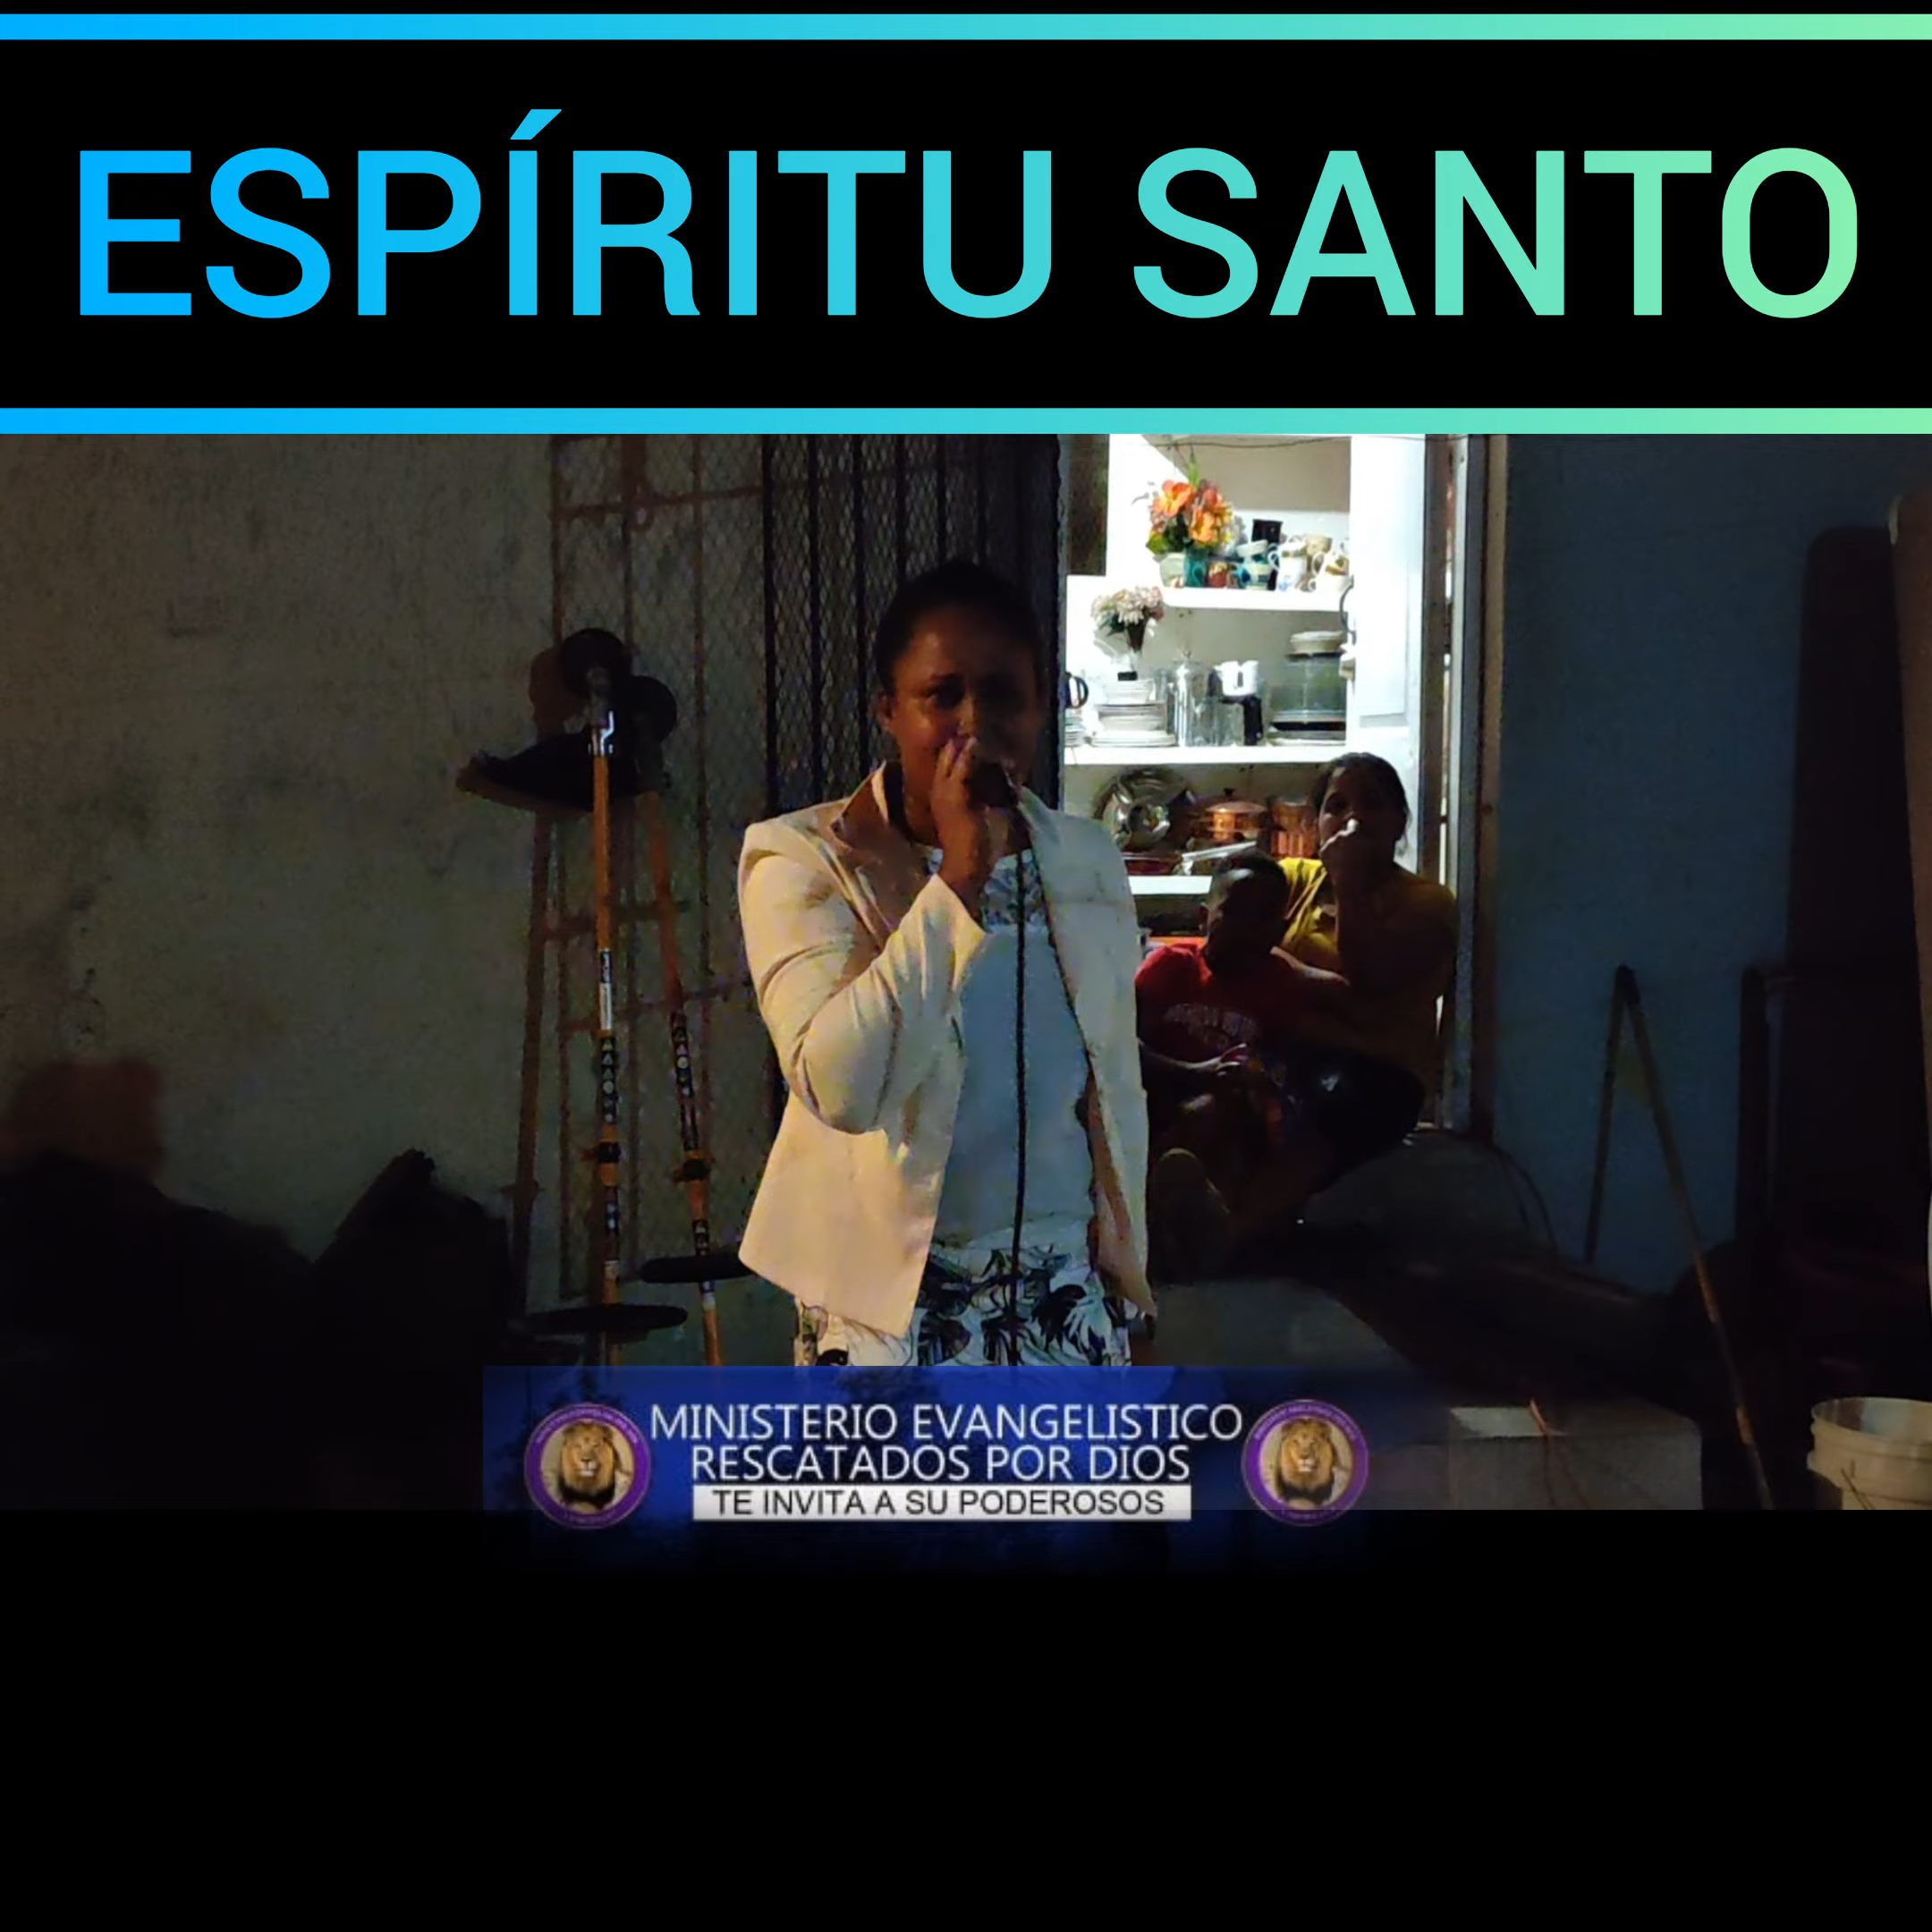 ESPÍRITU SANTO
MINISTERIO EVANGELISTICO
RESCATADOS POR DIOS
TE INVITA A SU PODEROSOS